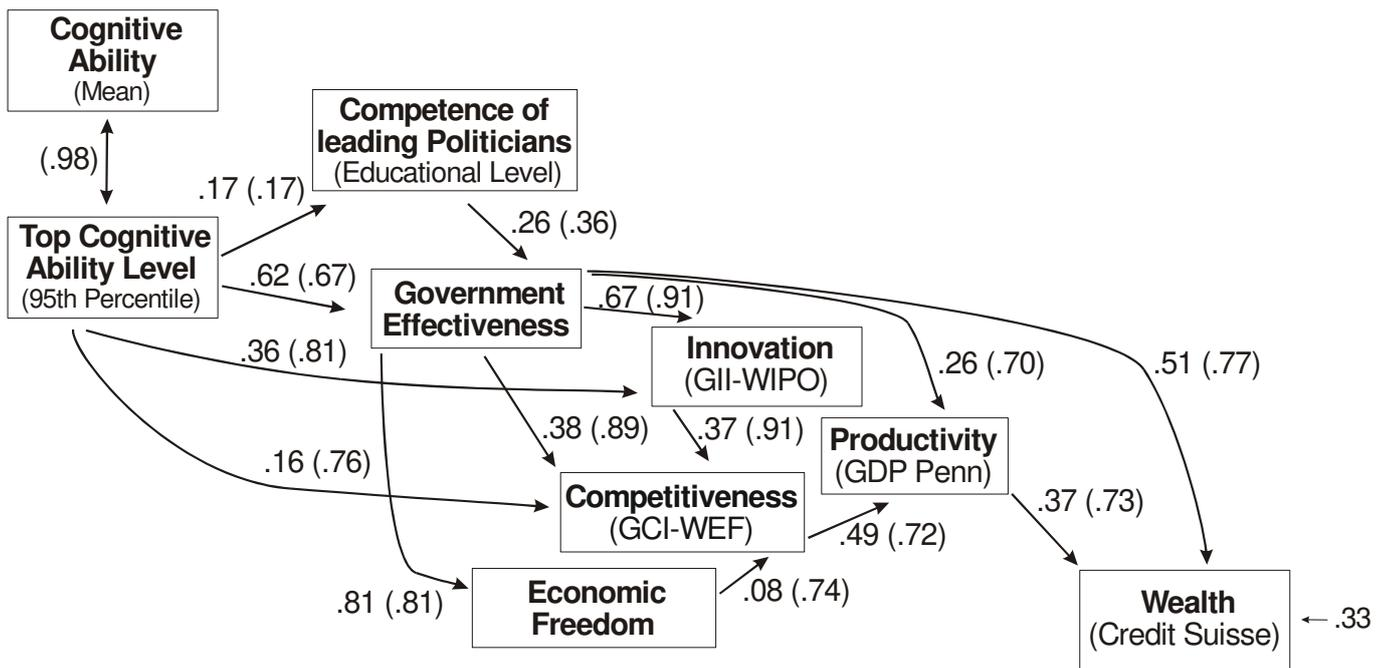 Cognitive
Ability
(Mean)
(.98)
Top Cognitive
Ability Level
(95th Percentile)
.17 (.17)
Competence of
leading Politicians
(Educational Level)
.26 (.36)
.62 (.67)
Government
Effectiveness
.67 (.91)
.36 (.81)
Innovation
(GII-WIPO)
.26 (.70)
.51 (.77)
.38 (.89)
.37 (.91)
Productivity
(GDP Penn)
.16 (.76)
Competitiveness
(GCI-WEF)
.49 (.72)
.37 (.73)
.81 (.81)
Economic
Freedom
.08 (.74)
Wealth
(Credit Suisse)
.33